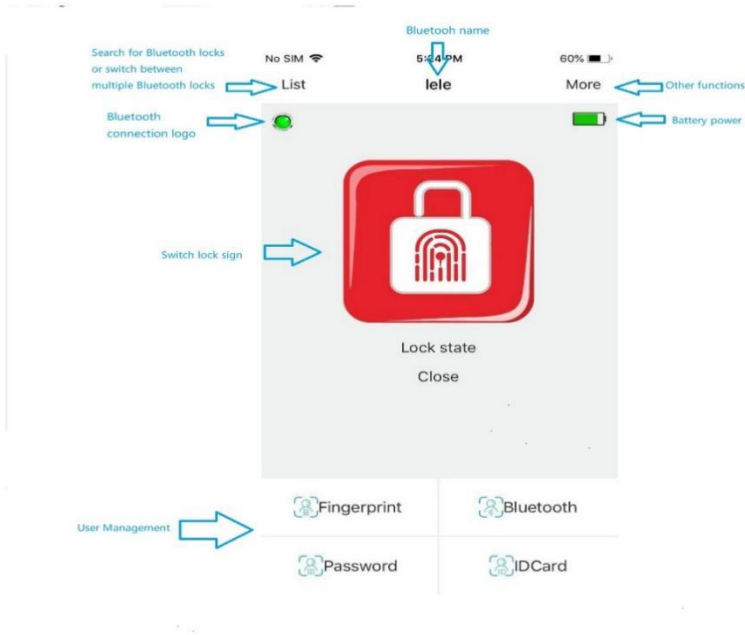 Bluetooh name
Search for Bluetooth locks
or switch between
multiple Bluetooth locks
No SIM
5:24 PM
60%
List
lele
More
Other functions
Bluetooth
connection logo
Battery power
Switch lock sign
Lock state
Close
User Management
Fingerprint
Bluetooth
Password
IDCard